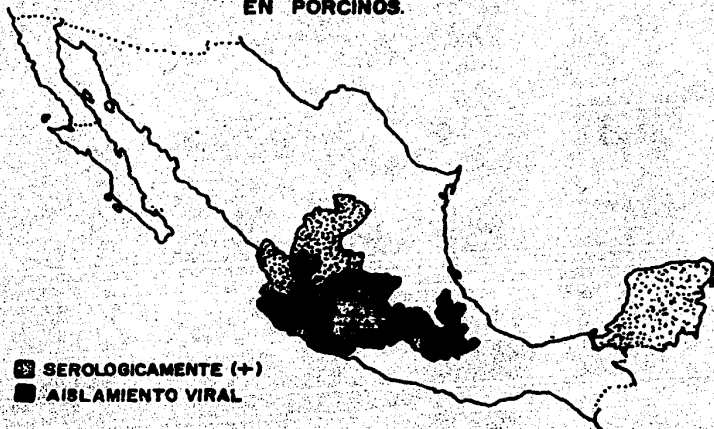 EN PORCINOS.
SEROLOGICAMENTE (+)
AISLAMIENTO VIRAL